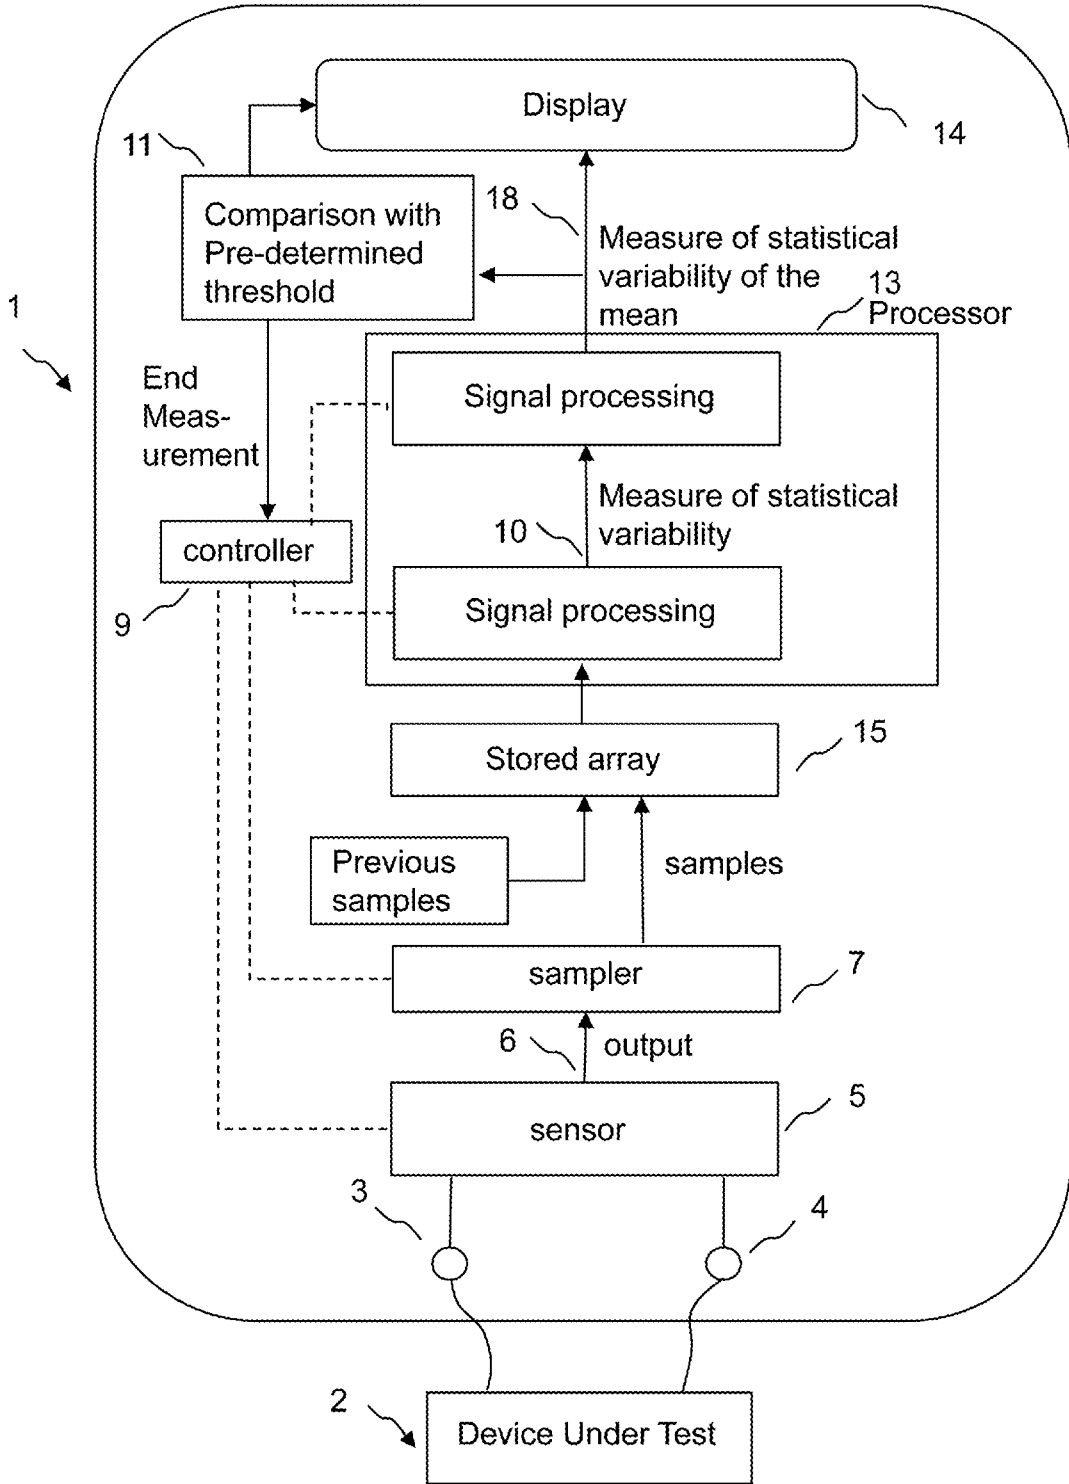 Display
14
11
18
Comparison with
Pre-determined
threshold
Measure of statistical
variability of the
mean
13
Processor
1
End
Meas-
urement
Signal processing
Measure of statistical
variability
10
controller
9
Signal processing
Stored array
15
Previous
samples
samples
sampler
7
6
output
sensor
5
3
4
2
Device Under Test